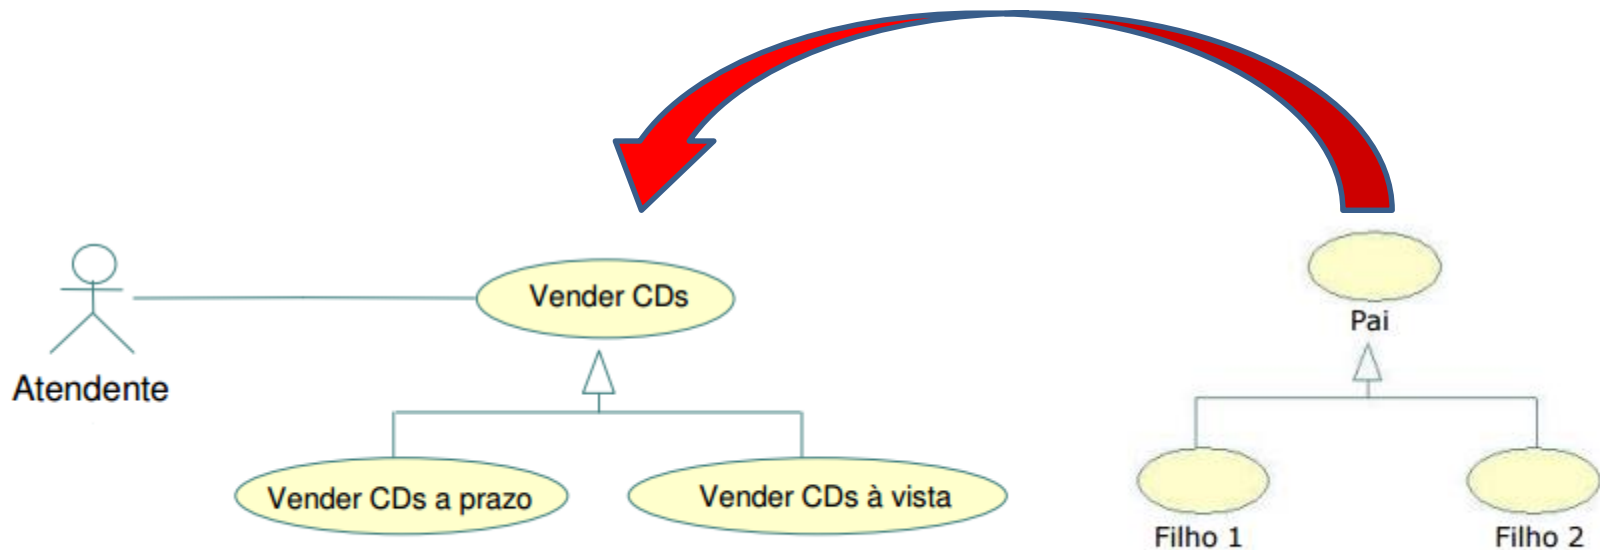 Vender CDs
Atendente
Vender CDs a prazo
Vender CDs à vista
Pai
Filho 1
Filho 2